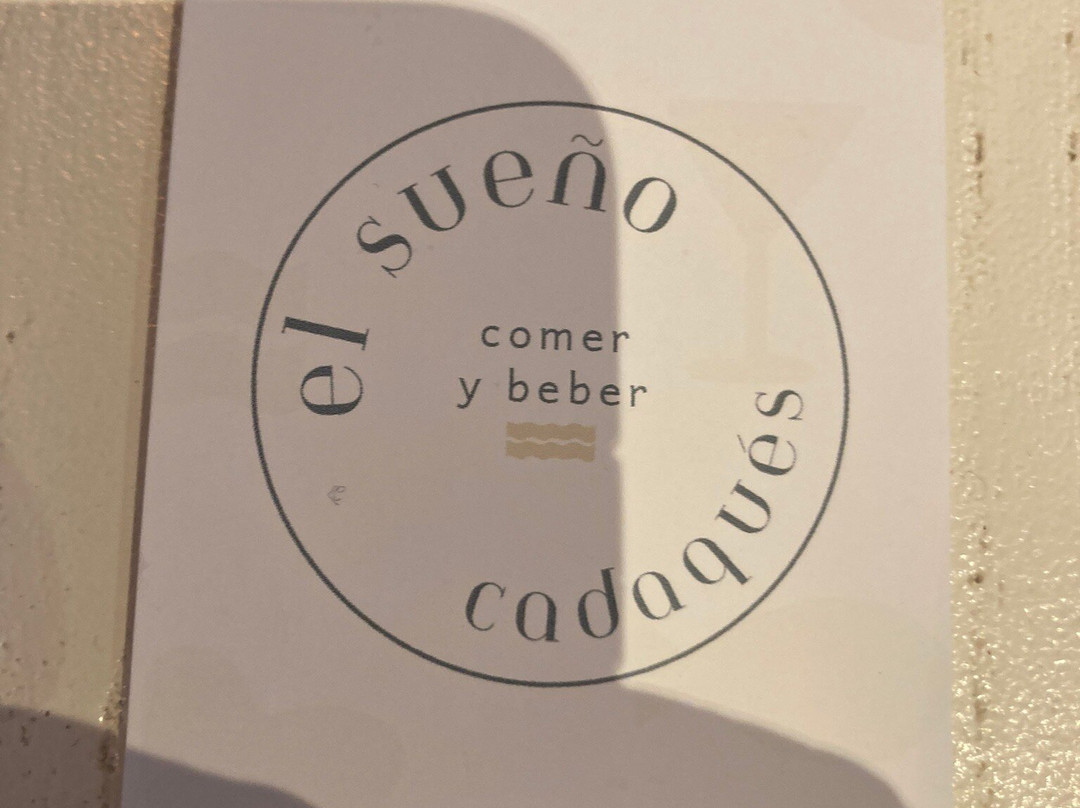 el sueño
comer
y beber
cadaqués